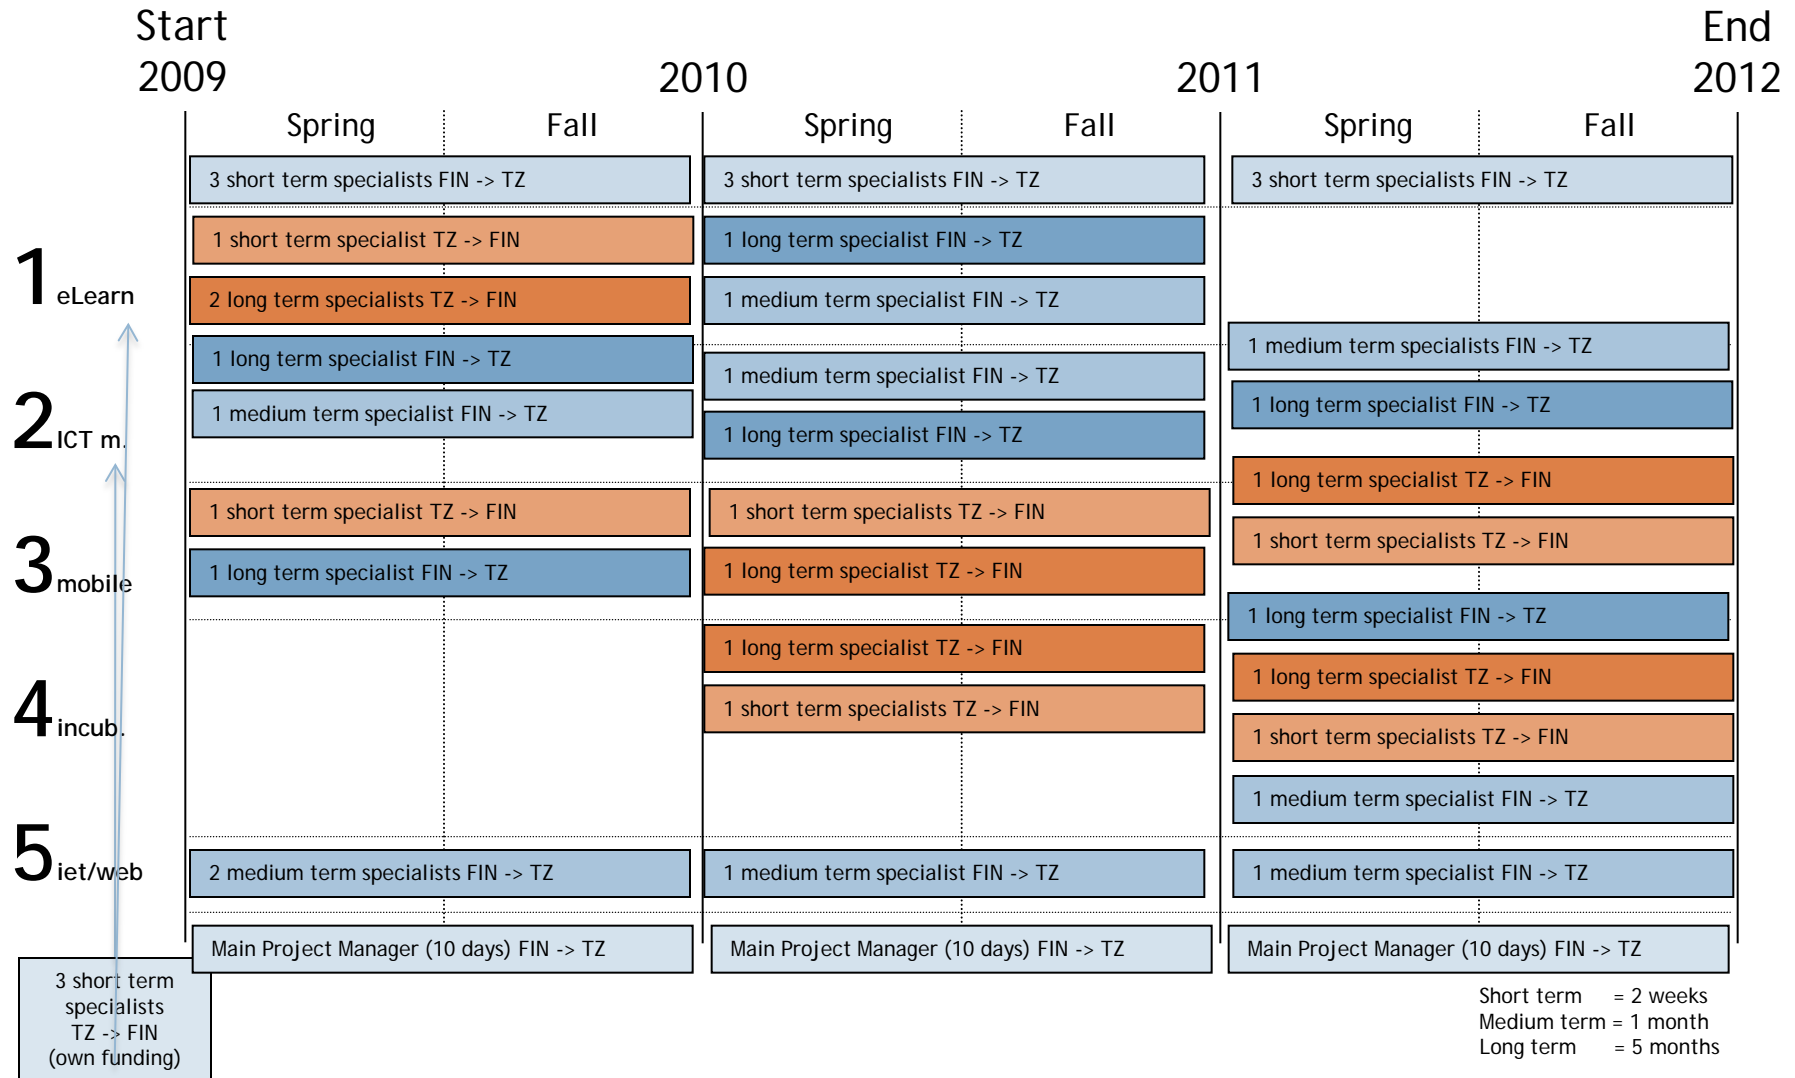 Start
End
2009
2010
2011
2012
Spring
Fall
Spring
Fall
Spring
Fall
3 short term specialists FIN -> TZ
3 short term specialists FIN -> TZ
3 short term specialists FIN -> TZ
1 eLearn
1 short term specialist TZ -> FIN
1 long term specialist FIN -> TZ
2 long term specialists TZ -> FIN
1 medium term specialist FIN -> TZ
1 long term specialist FIN -> TZ
1 medium term specialist FIN -> TZ
1 medium term specialists FIN -> TZ
2 ICT m.
1 medium term specialist FIN -> TZ
1 long term specialist FIN -> TZ
1 long term specialist FIN -> TZ
1 long term specialist TZ -> FIN
3 mobile
1 short term specialist TZ -> FIN
1 short term specialists TZ -> FIN
1 short term specialists TZ -> FIN
1 long term specialist FIN -> TZ
1 long term specialist TZ -> FIN
1 long term specialist FIN -> TZ
4 incub.
1 long term specialist TZ -> FIN
1 long term specialist TZ -> FIN
1 short term specialists TZ -> FIN
1 short term specialists TZ -> FIN
1 medium term specialist FIN -> TZ
5 iet/web
2 medium term specialists FIN -> TZ
1 medium term specialist FIN -> TZ
1 medium term specialist FIN -> TZ
Main Project Manager (10 days) FIN -> TZ
Main Project Manager (10 days) FIN -> TZ
Main Project Manager (10 days) FIN -> TZ
3 short term
specialists
TZ -> FIN
(own funding)
Short term = 2 weeks
Medium term = 1 month
Long term = 5 months